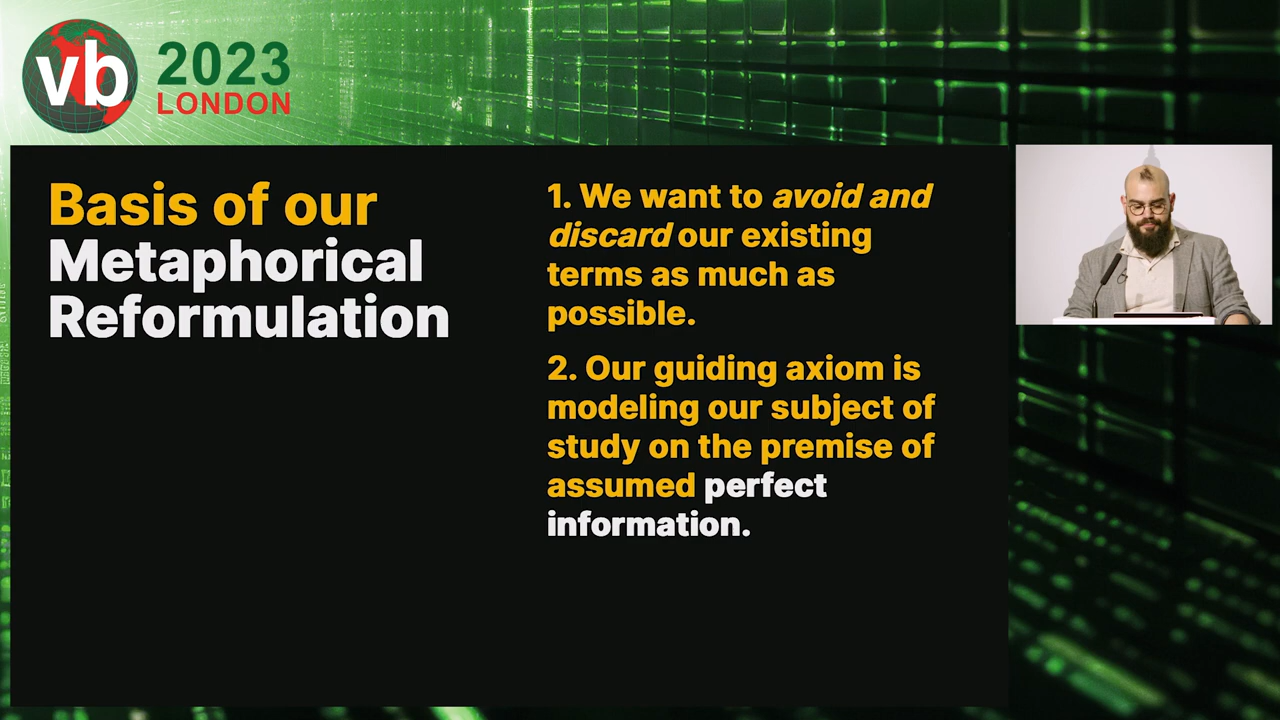 vb 2023
LONDON
Basis of our
Metaphorical
Reformulation
1. We want to avoid and
discard our existing
terms as much as
possible.
2. Our guiding axiom is
modeling our subject of
study on the premise of
assumed perfect
information.